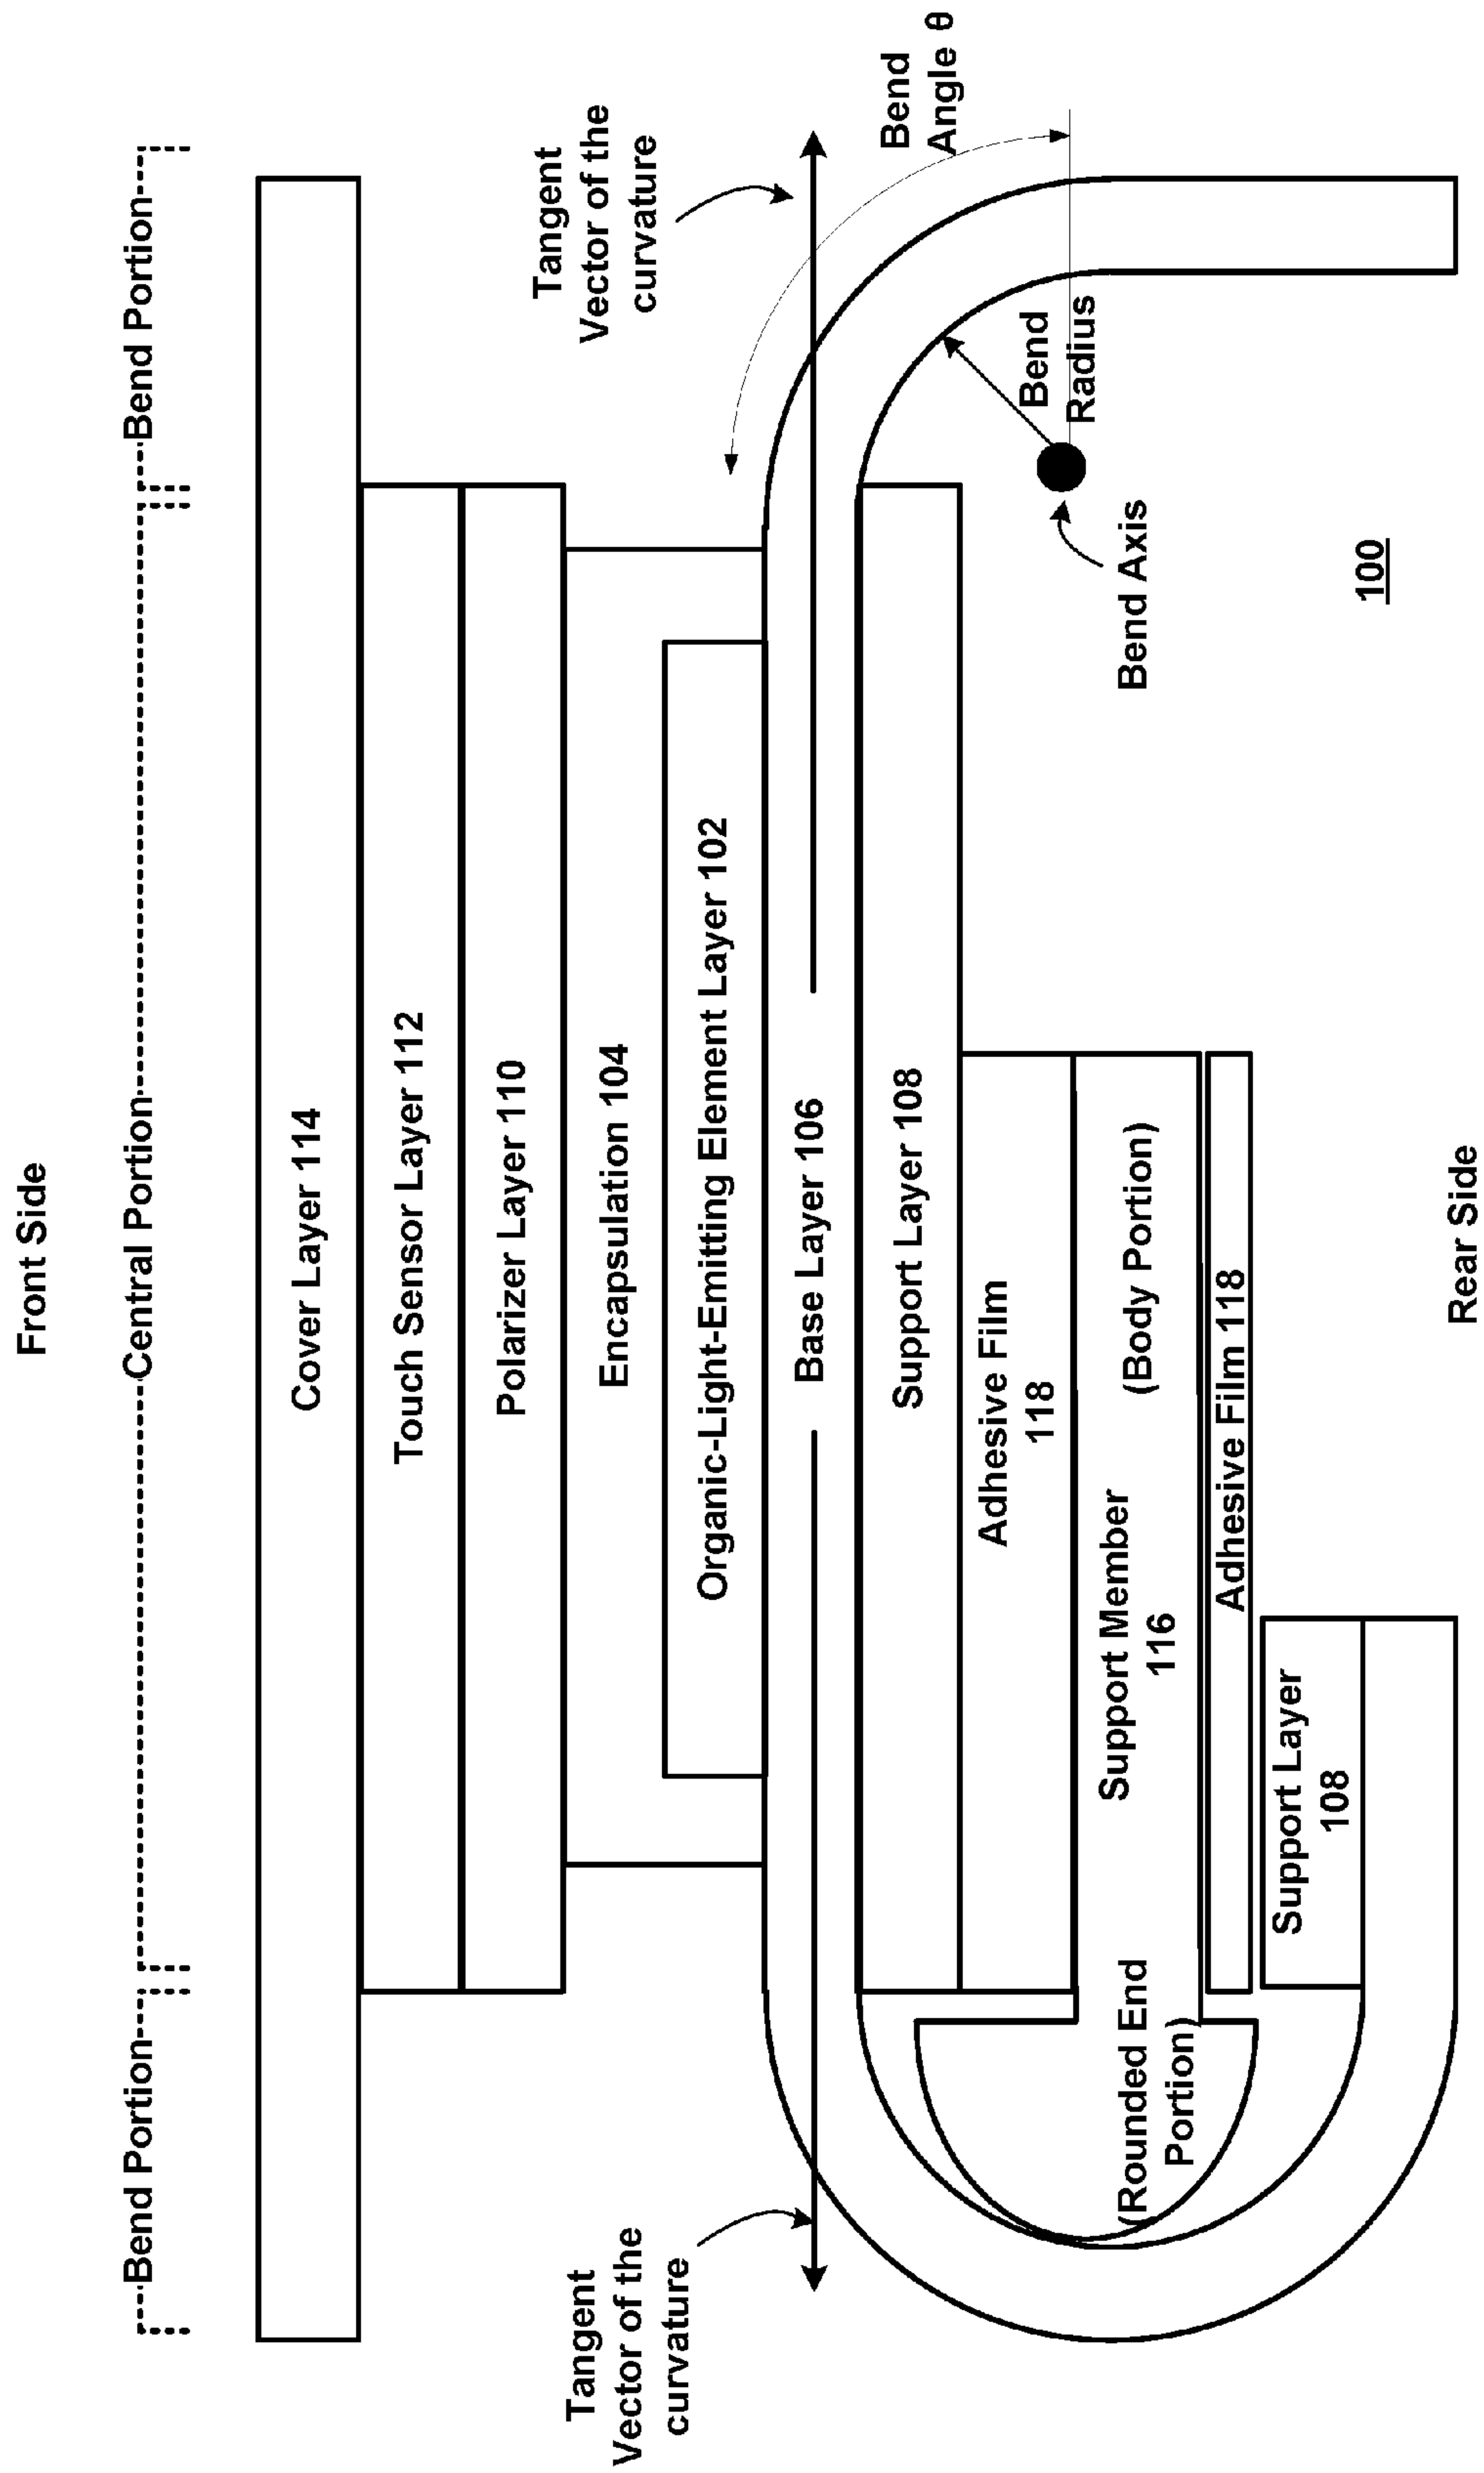 Front Side
Bend Portion
Central Portion
Bend Portion
Cover Layer 114
Touch Sensor Layer 112
Polarizer Layer 110
Encapsulation 104
Organic-Light-Emitting Element Layer 102
Tangent
Vector of the
curvature
Tangent
Vector of the
curvature
Base Layer 106
Bend
Angle θ
Support Layer 108
Adhesive Film
118
Bend
Radius
Support Member
116
(Body Portion)
(Rounded End
Portion)
Bend Axis
Adhesive Film 118
Support Layer
108
100
Rear Side